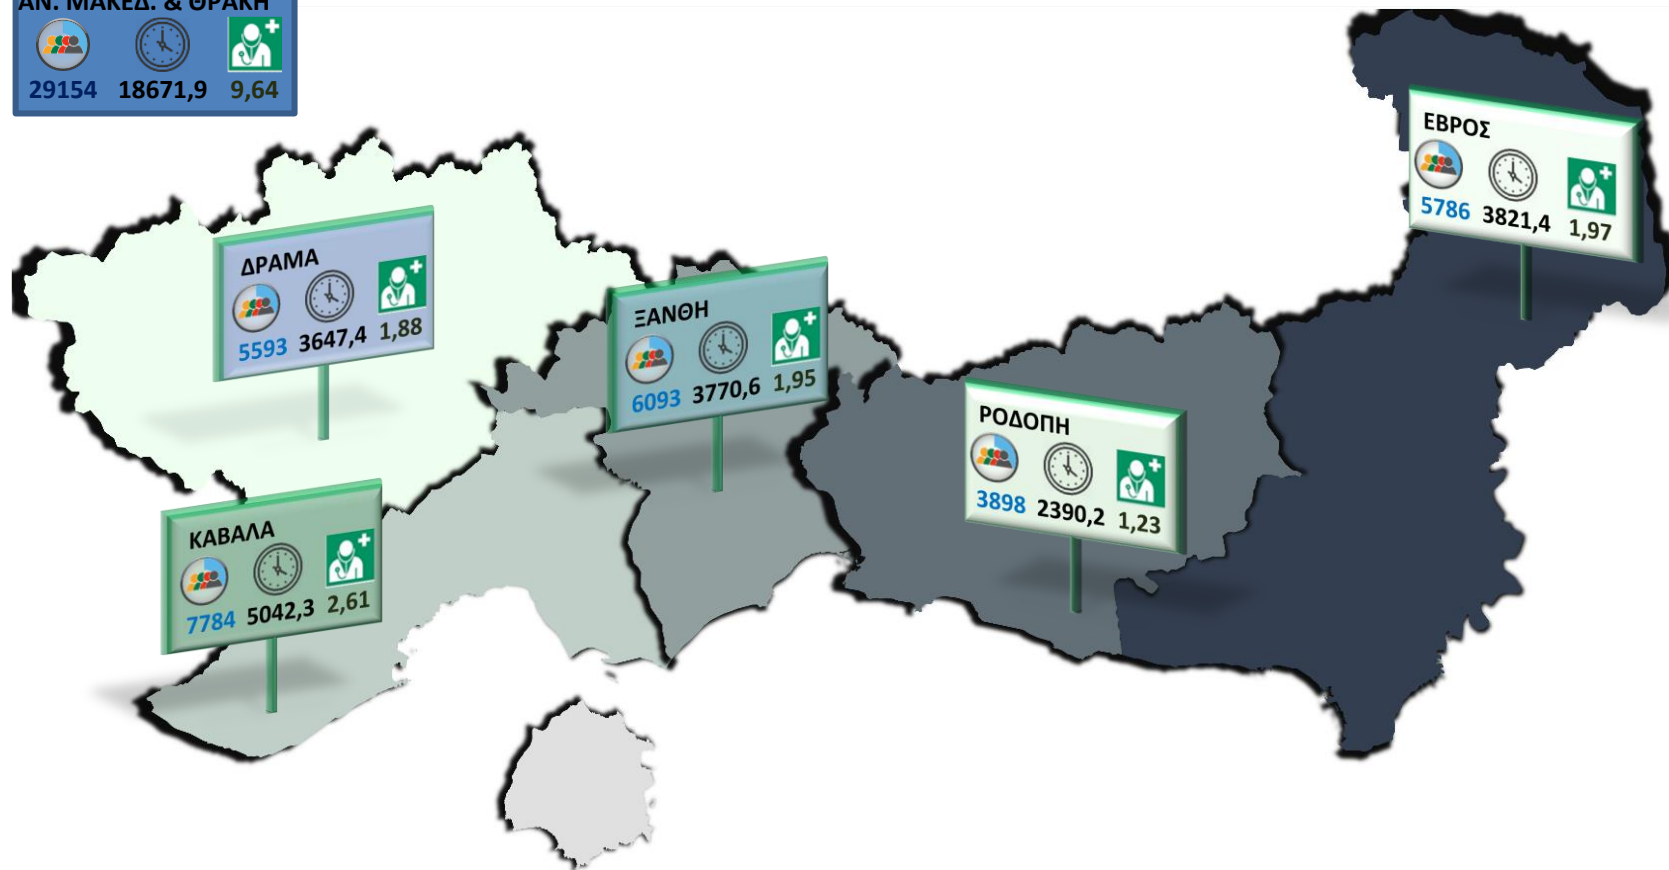 ΑΝ. ΜΑΚΕΔ. & ΘΡΑΚΗ
29154 18671,9 9,64
ΕΒΡΟΣ
5786 3821,4 1,97
ΔΡΑΜΑ
5593 3647,4 1,88
ΞΑΝΘΗ
6093 3770,6 1,95
ΡΟΔΟΠΗ
3898 2390,2 1,23
ΚΑΒΑΛΑ
7784 5042,3 2,61